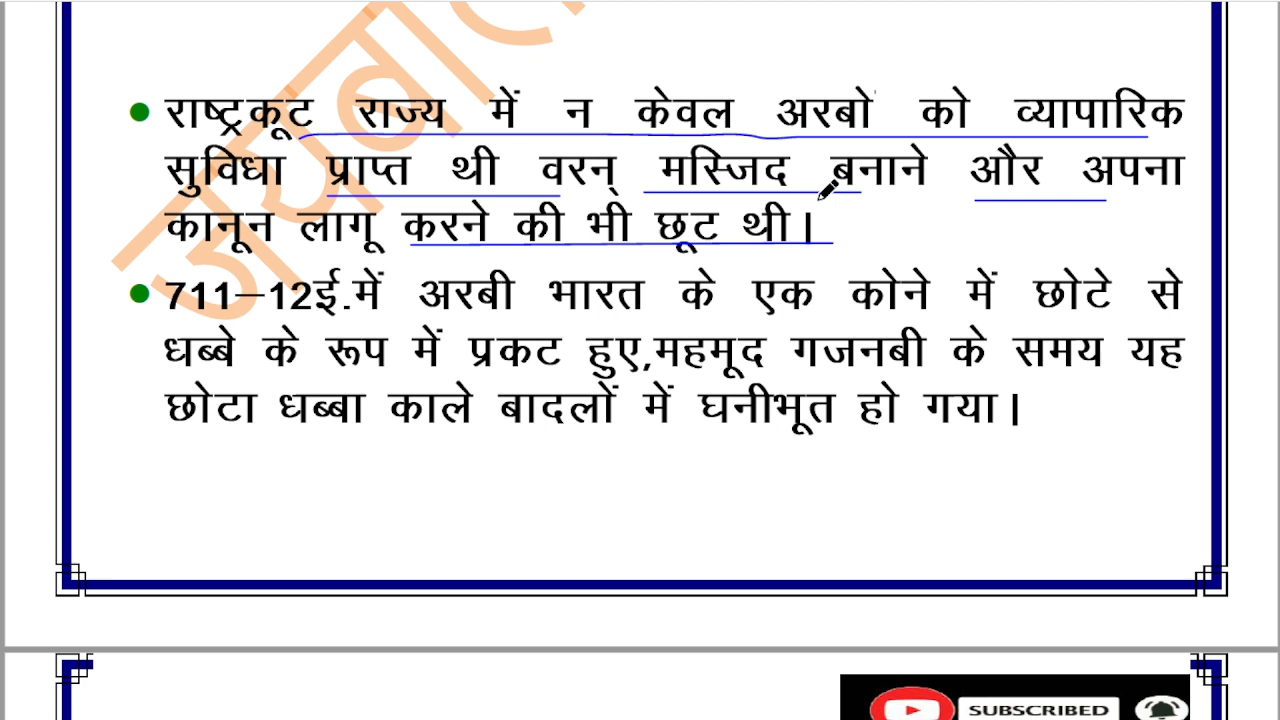 जयपाल
राष्ट्रकूट राज्य में न केवल अरबो को व्यापारिक
सुविधा प्राप्त थी वरन् मस्जिद बनाने और अपना
कानून लागू करने की भी छूट थी।
711–12ई.में अरबी भारत के एक कोने में छोटे से
धब्बे के रूप में प्रकट हुए,महमूद गजनबी के समय यह
छोटा धब्बा काले बादलों में घनीभूत हो गया।
SUBSCRIBED